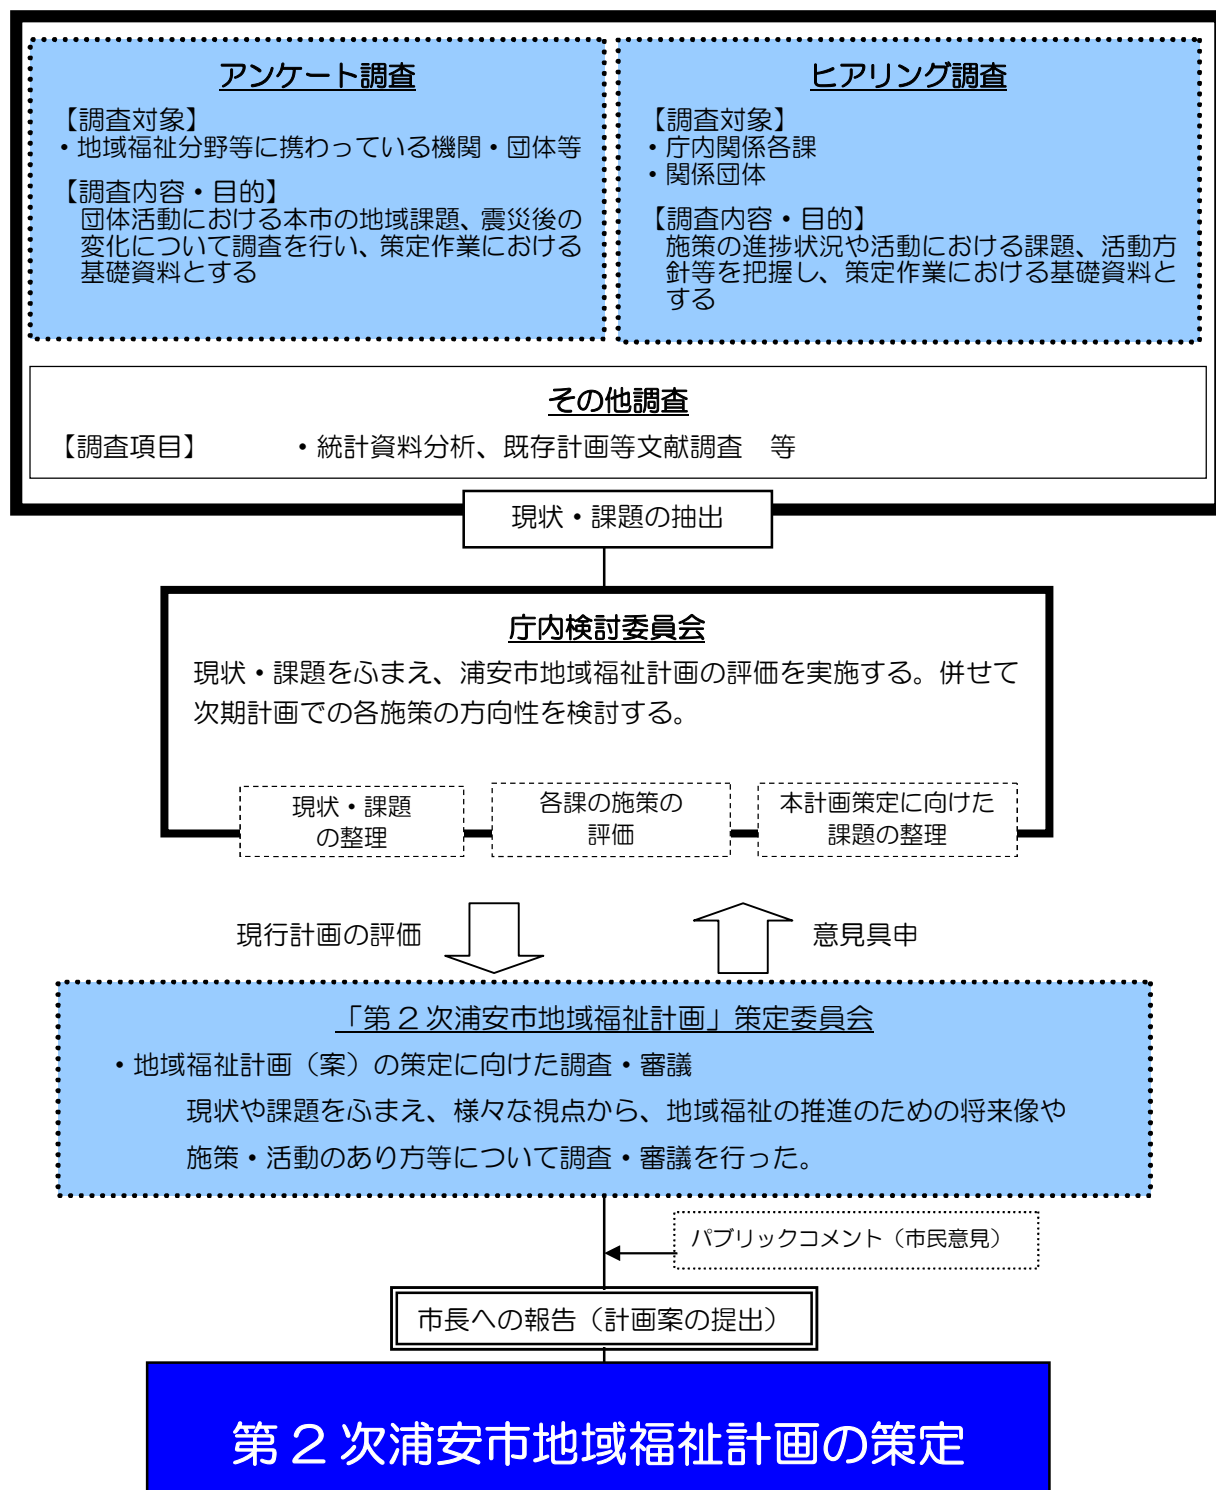 アンケート調査
【調査対象】
・地域福祉分野等に携わっている機関・団体等
【調査内容・目的】
団体活動における本市の地域課題、震災後の
変化について調査を行い、策定作業における
基礎資料とする
ヒアリング調査
【調査対象】
・庁内関係各課
・関係団体
【調査内容・目的】
施策の進捗状況や活動における課題、活動方
針等を把握し、策定作業における基礎資料と
する
その他調査
【調査項目】　・統計資料分析、既存計画等文献調査　等
現状・課題の抽出
庁内検討委員会
現状・課題をふまえ、浦安市地域福祉計画の評価を実施する。併せて
次期計画での各施策の方向性を検討する。
現状・課題
の整理
各課の施策の
評価
本計画策定に向けた
課題の整理
現行計画の評価
意見具申
「第２次浦安市地域福祉計画」策定委員会
・地域福祉計画（案）の策定に向けた調査・審議
現状や課題をふまえ、様々な視点から、地域福祉の推進のための将来像や
施策・活動のあり方等について調査・審議を行った。
パブリックコメント（市民意見）
市長への報告（計画案の提出）
第２次浦安市地域福祉計画の策定